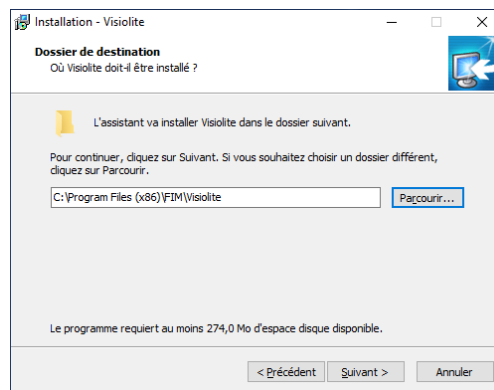 Installation - Visiolite
Dossier de destination
Où Visiolite doit-il être installé ?
L'assistant va installer Visiolite dans le dossier suivant.
Pour continuer, cliquez sur Suivant. Si vous souhaitez choisir un dossier différent,
cliquez sur Parcourir.
C:\Program Files (x86)\FIM\Visiolite
Parcourir...
Le programme requiert au moins 274,0 Mo d'espace disque disponible.
< Précédent
Suivant >
Annuler